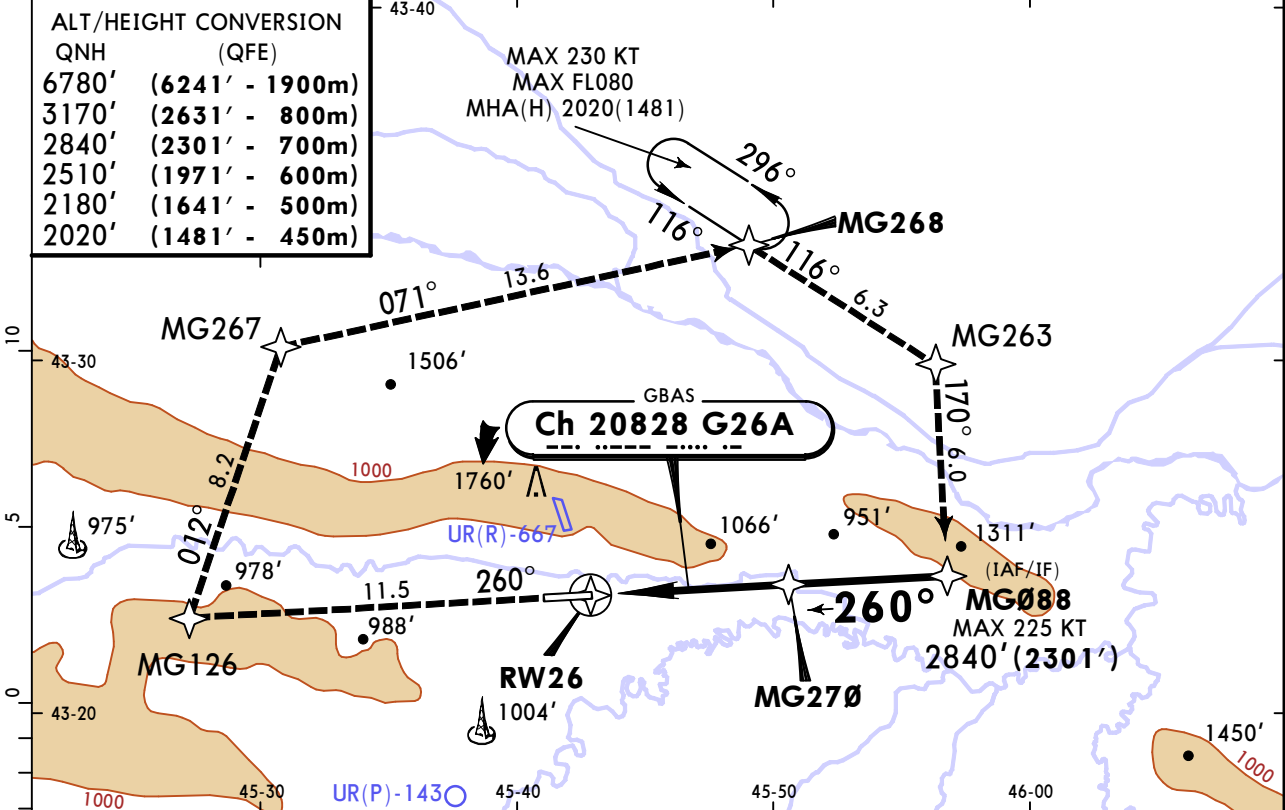 ALT/HEIGHT CONVERSION
QNH (QFE)
6780' (6241' - 1900m)
3170' (2631' - 800m)
2840' (2301' - 700m)
2510' (1971' - 600m)
2180' (1641' - 500m)
2020' (1481' - 450m)
43-40
MAX 230 KT
MAX FL080
MHA(H) 2020(1481)
296°
116°
MG268
116°
6.3
13.6
071°
MG267
MG263
10
43-30
1506'
170° 6.0
GBAS
Ch 20828 G26A
1000
1760'
8.2
012°
975'
5
UR(R)-667
1066'
951'
1311'
(IAF/IF)
978'
11.5
260°
260°
MGØ88
MAX 225 KT
2840'(2301')
988'
MG126
RW26
MG27Ø
0
43-20
1004'
1450'
1000
1000
45-30
UR(P)-143
45-40
45-50
46-00